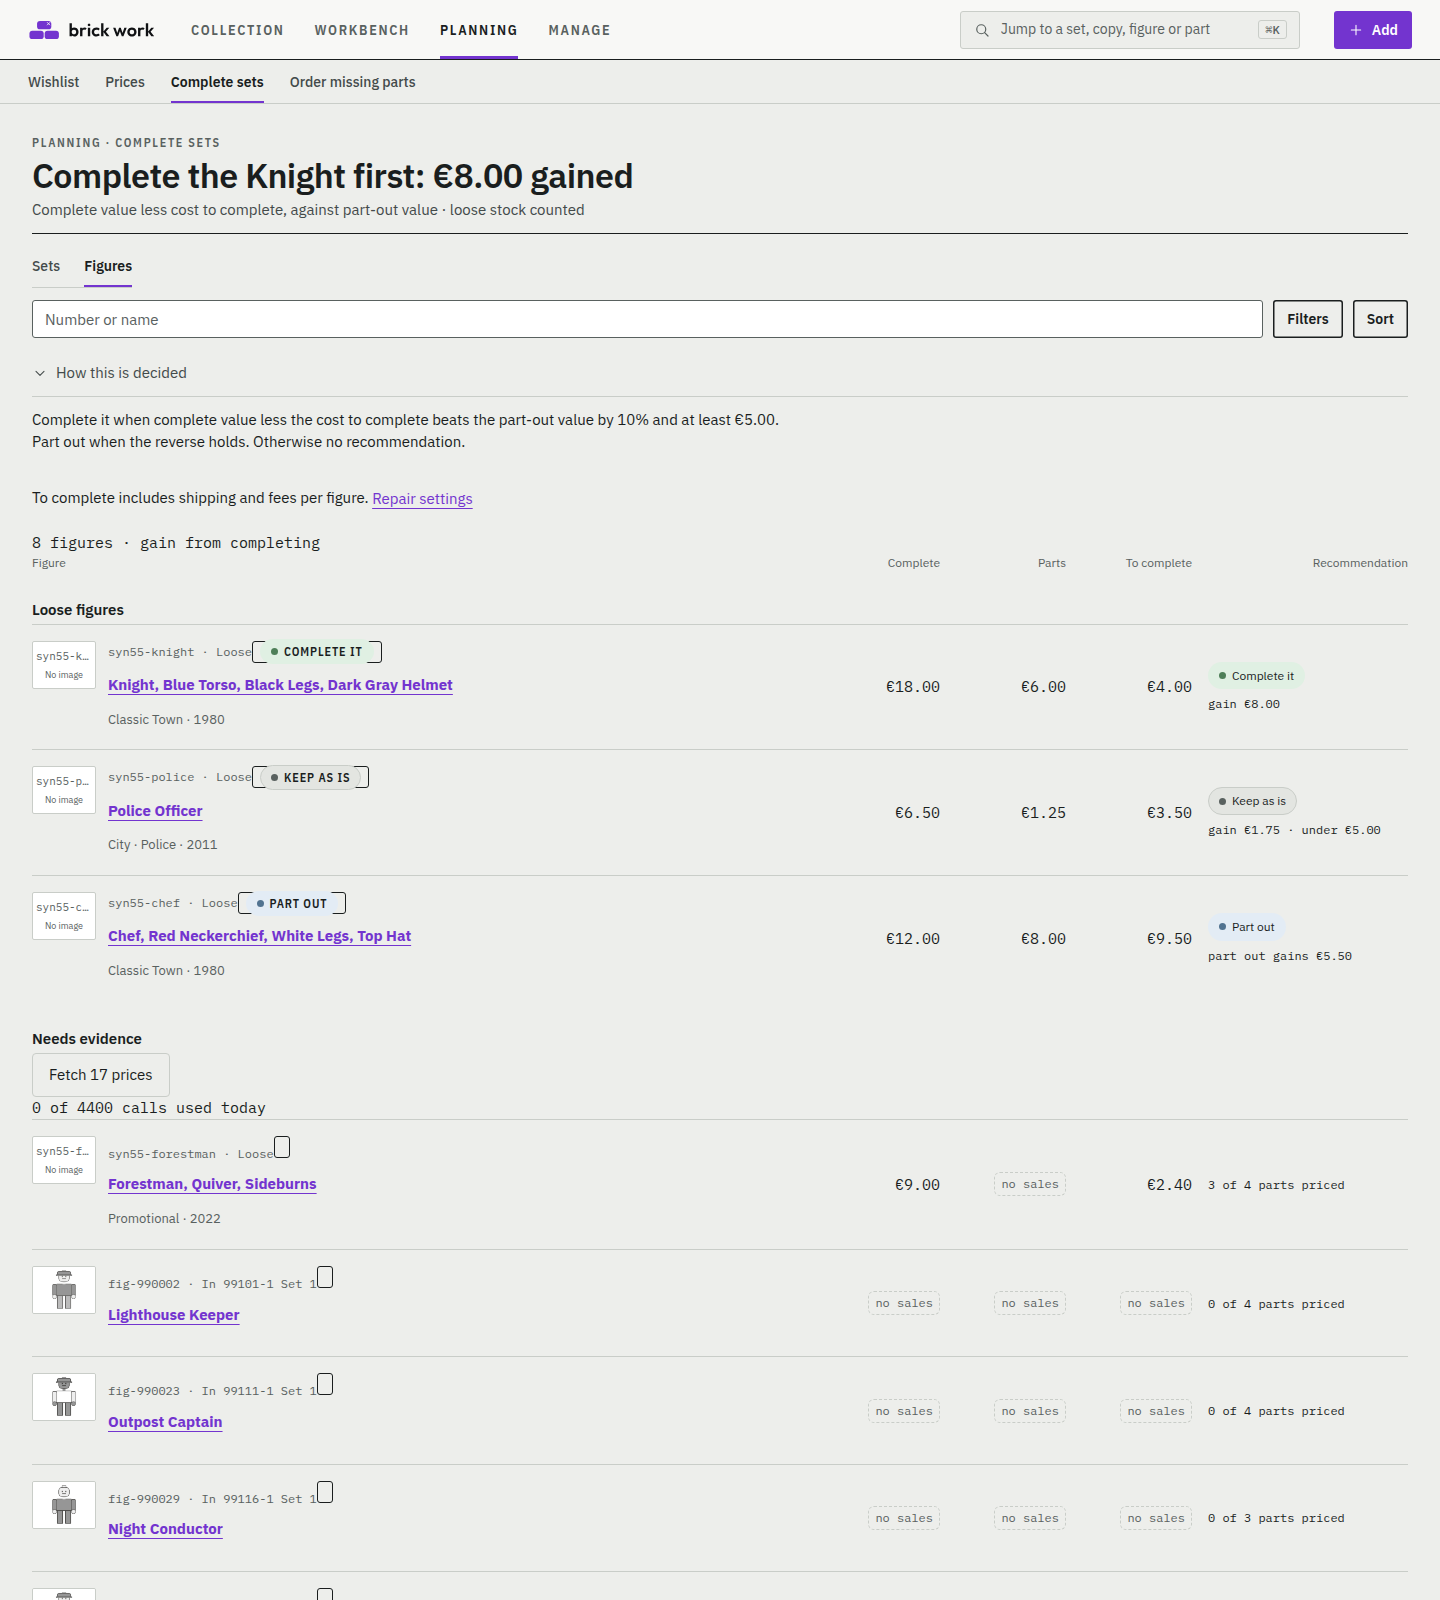 brick work
COLLECTION WORKBENCH PLANNING MANAGE
Jump to a set, copy, figure or part ⌘K
+ Add
Wishlist Prices Complete sets Order missing parts
PLANNING · COMPLETE SETS
Complete the Knight first: €8.00 gained
Complete value less cost to complete, against part-out value · loose stock counted
Sets Figures
Number or name
Filters Sort
How this is decided
Complete it when complete value less the cost to complete beats the part-out value by 10% and at least €5.00.
Part out when the reverse holds. Otherwise no recommendation.
To complete includes shipping and fees per figure. Repair settings
8 figures · gain from completing
Figure Complete Parts To complete Recommendation
Loose figures
syn55-k…
No image
syn55-knight · Loose COMPLETE IT
Knight, Blue Torso, Black Legs, Dark Gray Helmet
Classic Town · 1980
€18.00 €6.00 €4.00
Complete it
gain €8.00
syn55-p…
No image
syn55-police · Loose KEEP AS IS
Police Officer
City · Police · 2011
€6.50 €1.25 €3.50
Keep as is
gain €1.75 · under €5.00
syn55-c…
No image
syn55-chef · Loose PART OUT
Chef, Red Neckerchief, White Legs, Top Hat
Classic Town · 1980
€12.00 €8.00 €9.50
Part out
part out gains €5.50
Needs evidence
Fetch 17 prices
0 of 4400 calls used today
syn55-f…
No image
syn55-forestman · Loose
Forestman, Quiver, Sideburns
Promotional · 2022
€9.00 no sales €2.40 3 of 4 parts priced
fig-990002 · In 99101-1 Set 1
Lighthouse Keeper
no sales no sales no sales 0 of 4 parts priced
fig-990023 · In 99111-1 Set 1
Outpost Captain
no sales no sales no sales 0 of 4 parts priced
fig-990029 · In 99116-1 Set 1
Night Conductor
no sales no sales no sales 0 of 3 parts priced